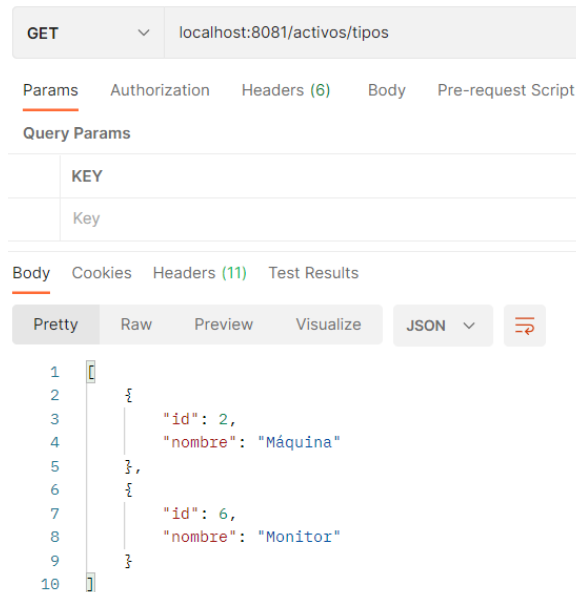 GET localhost:8081/activos/tipos
Params Authorization Headers (6) Body Pre-request Script
Query Params
KEY
Key
Body Cookies Headers (11) Test Results
Pretty Raw Preview Visualize JSON
1 [
2 {
3 "id": 2,
4 "nombre": "Máquina"
5 },
6 {
7 "id": 6,
8 "nombre": "Monitor"
9 }
10 ]